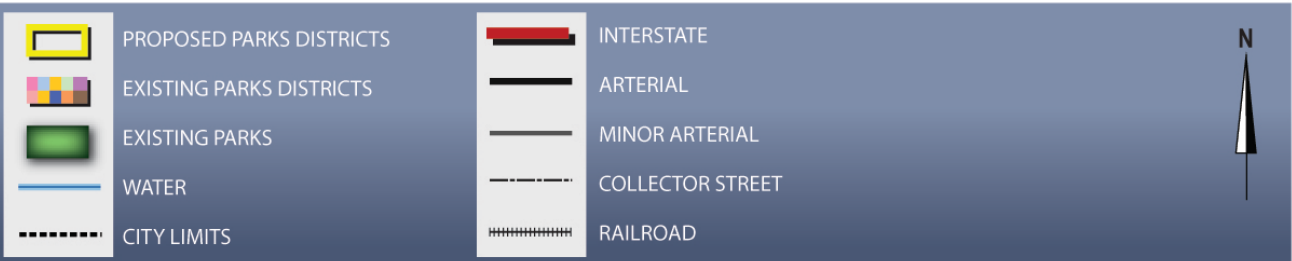 PROPOSED PARKS DISTRICTS
EXISTING PARKS DISTRICTS
EXISTING PARKS
WATER
CITY LIMITS
INTERSTATE
ARTERIAL
MINOR ARTERIAL
COLLECTOR STREET
RAILROAD
N